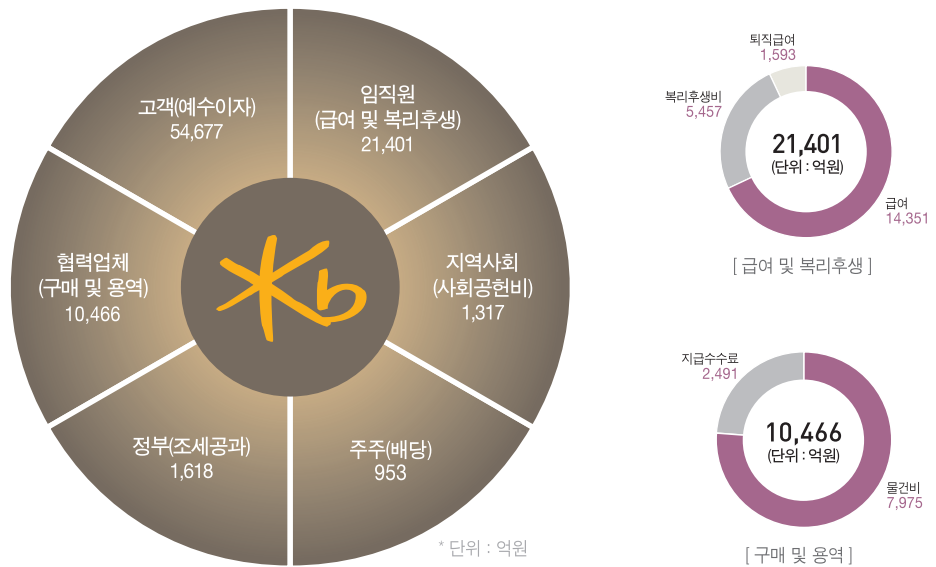 고객(예수이자)
54,677
임직원
(급여 및 복리후생)
21,401
협력업체
(구매 및 용역)
10,466
Kb
지역사회
(사회공헌비)
1,317
정부(조세공과)
1,618
주주(배당)
953
* 단위 : 억원
퇴직급여
1,593
복리후생비
5,457
21,401
(단위 : 억원)
급여
14,351
[ 급여 및 복리후생 ]
지급수수료
2,491
10,466
(단위 : 억원)
물건비
7,975
[ 구매 및 용역 ]